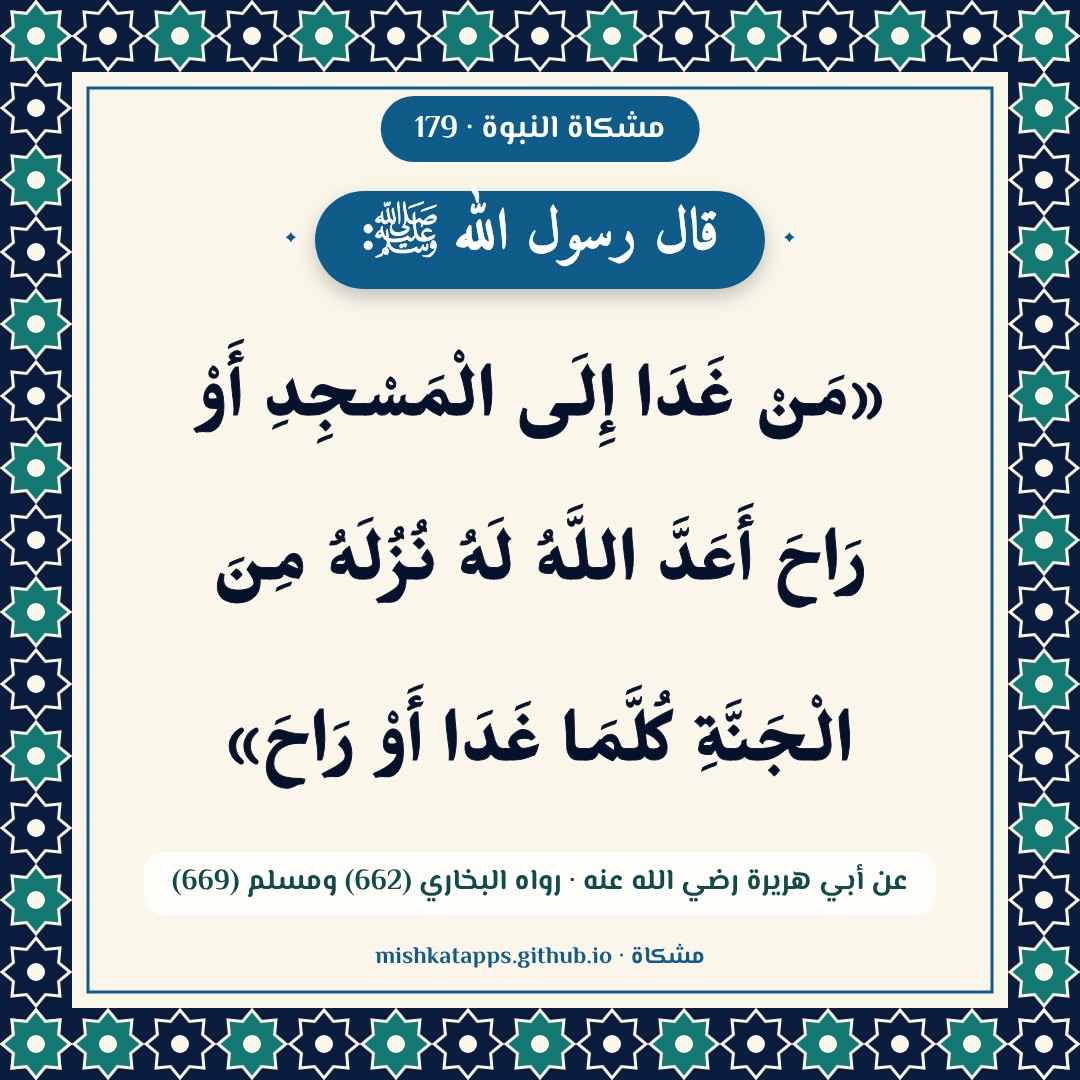 مشكاة النبوة · 179
قال رسول الله ﷺ:
«مَنْ غَدَا إِلَى الْمَسْجِدِ أَوْ
رَاحَ أَعَدَّ اللَّهُ لَهُ نُزُلَهُ مِنَ
الْجَنَّةِ كُلَّمَا غَدَا أَوْ رَاحَ»
عن أبي هريرة رضي الله عنه · رواه البخاري (662) ومسلم (669)
مشكاة · mishkatapps.github.io